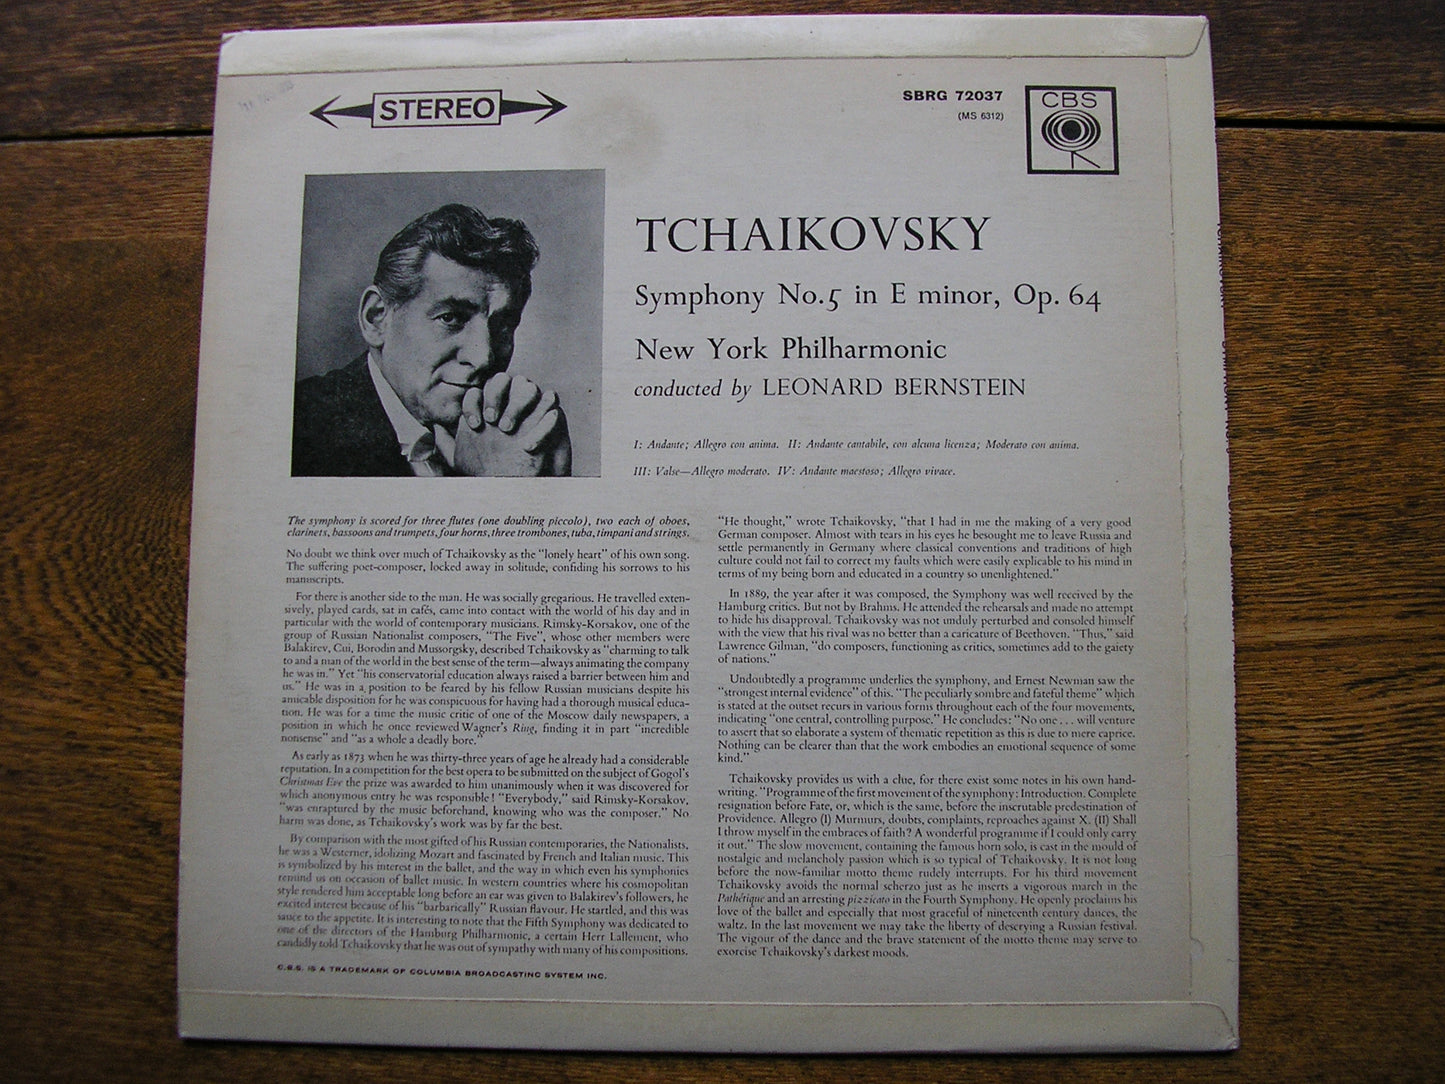 STEREO
SBRG 72037
(MS 6312)
CBS
TCHAIKOVSKY
Symphony No.5 in E minor, Op. 64
New York Philharmonic
conducted by LEONARD BERNSTEIN
I: Andante; Allegro con anima. II: Andante cantabile, con alcuna licenza; Moderato con anima.
III: Valse—Allegro moderato. IV: Andante maestoso; Allegro vivace.
The symphony is scored for three flutes (one doubling piccolo), two each of oboes,
clarinets, bassoons and trumpets, four horns, three trombones, tuba, timpani and strings.
No doubt we think over much of Tchaikovsky as the "lonely heart" of his own song.
The suffering poet-composer, locked away in solitude, confiding his sorrows to his
manuscripts.
For there is another side to the man. He was socially gregarious. He travelled exten-
sively, played cards, sat in cafés, came into contact with the world of his day and in
particular with the world of contemporary musicians. Rimsky-Korsakov, one of the
group of Russian Nationalist composers, "The Five", whose other members were
Balakirev, Cui, Borodin and Mussorgsky, described Tchaikovsky as "charming to talk
to and a man of the world in the best sense of the term—always animating the company
he was in." Yet "his conservatorial education always raised a barrier between him and
us." He was in a position to be feared by his fellow Russian musicians despite his
amicable disposition for he was conspicuous for having had a thorough musical educa-
tion. He was for a time the music critic of one of the Moscow daily newspapers, a
position in which he once reviewed Wagner's Ring, finding it in part "incredible
nonsense" and "as a whole a deadly bore."
As early as 1873 when he was thirty-three years of age he already had a considerable
reputation. In a competition for the best opera to be submitted on the subject of Gogol's
Christmas Eve the prize was awarded to him unanimously when it was discovered for
which anonymous entry he was responsible! "Everybody," said Rimsky-Korsakov,
"was enraptured by the music beforehand, knowing who was the composer." No
harm was done, as Tchaikovsky's work was by far the best.
By comparison with the most gifted of his Russian contemporaries, the Nationalists,
he was a Westerner, idolizing Mozart and fascinated by French and Italian music. This
is symbolized by his interest in the ballet, and the way in which even his symphonies
remind us on occasion of ballet music. In western countries where his cosmopolitan
style rendered him acceptable long before an ear was given to Balakirev's followers, he
excited interest because of his "barbarically" Russian flavour. He startled, and this was
sauce to the appetite. It is interesting to note that the Fifth Symphony was dedicated to
one of the directors of the Hamburg Philharmonic, a certain Herr Lallement, who
candidly told Tchaikovsky that he was out of sympathy with many of his compositions.
C.B.S. IS A TRADEMARK OF COLUMBIA BROADCASTING SYSTEM INC.
"He thought," wrote Tchaikovsky, "that I had in me the making of a very good
German composer. Almost with tears in his eyes he besought me to leave Russia and
settle permanently in Germany where classical conventions and traditions of high
culture could not fail to correct my faults which were easily explicable to his mind in
terms of my being born and educated in a country so unenlightened."
In 1889, the year after it was composed, the Symphony was well received by the
Hamburg critics. But not by Brahms. He attended the rehearsals and made no attempt
to hide his disapproval. Tchaikovsky was not unduly perturbed and consoled himself
with the view that his rival was no better than a caricature of Beethoven. "Thus," said
Lawrence Gilman, "do composers, functioning as critics, sometimes add to the gaiety
of nations."
Undoubtedly a programme underlies the symphony, and Ernest Newman saw the
"strongest internal evidence" of this. "The peculiarly sombre and fateful theme" which
is stated at the outset recurs in various forms throughout each of the four movements,
indicating "one central, controlling purpose." He concludes: "No one . . . will venture
to assert that so elaborate a system of thematic repetition as this is due to mere caprice.
Nothing can be clearer than that the work embodies an emotional sequence of some
kind."
Tchaikovsky provides us with a clue, for there exist some notes in his own hand-
writing. "Programme of the first movement of the symphony: Introduction. Complete
resignation before Fate, or, which is the same, before the inscrutable predestination of
Providence. Allegro (I) Murmurs, doubts, complaints, reproaches against X. (II) Shall
I throw myself in the embraces of faith? A wonderful programme if I could only carry
it out." The slow movement, containing the famous horn solo, is cast in the mould of
nostalgic and melancholy passion which is so typical of Tchaikovsky. It is not long
before the now-familiar motto theme rudely interrupts. For his third movement
Tchaikovsky avoids the normal scherzo just as he inserts a vigorous march in the
Pathétique and an arresting pizzicato in the Fourth Symphony. He openly proclaims his
love of the ballet and especially that most graceful of nineteenth century dances, the
waltz. In the last movement we may take the liberty of descrying a Russian festival.
The vigour of the dance and the brave statement of the motto theme may serve to
exorcise Tchaikovsky's darkest moods.